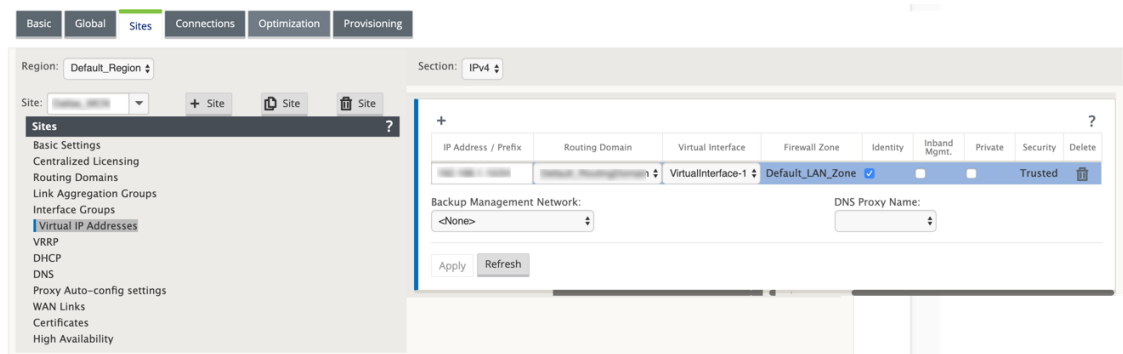 Basic Global Sites Connections Optimization Provisioning
Region: Default_Region
Section: IPv4
Site:
+ Site Site Site
Sites ?
Basic Settings
Centralized Licensing
Routing Domains
Link Aggregation Groups
Interface Groups
Virtual IP Addresses
VRRP
DHCP
DNS
Proxy Auto-config settings
WAN Links
Certificates
High Availability
+ ?
IP Address / Prefix Routing Domain Virtual Interface Firewall Zone Identity Inband Mgmt. Private Security Delete
VirtualInterface-1 Default_LAN_Zone Trusted
Backup Management Network: DNS Proxy Name:
<None>
Apply Refresh